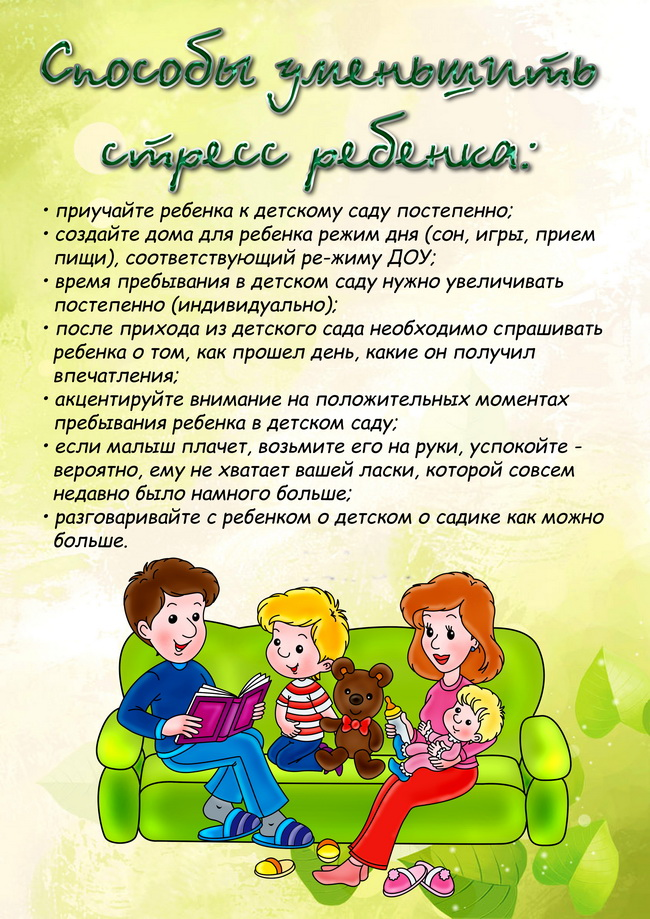 Способы уменьшить
стресс ребенка:
• приучайте ребенка к детскому саду постепенно;
• создайте дома для ребенка режим дня (сон, игры, прием
пищи), соответствующий ре-жиму ДОУ;
• время пребывания в детском саду нужно увеличивать
постепенно (индивидуально);
• после прихода из детского сада необходимо спрашивать
ребенка о том, как прошел день, какие он получил
впечатления;
• акцентируйте внимание на положительных моментах
пребывания ребенка в детском саду;
• если малыш плачет, возьмите его на руки, успокойте -
вероятно, ему не хватает вашей ласки, которой совсем
недавно было намного больше;
• разговаривайте с ребенком о детском о садике как можно
больше.